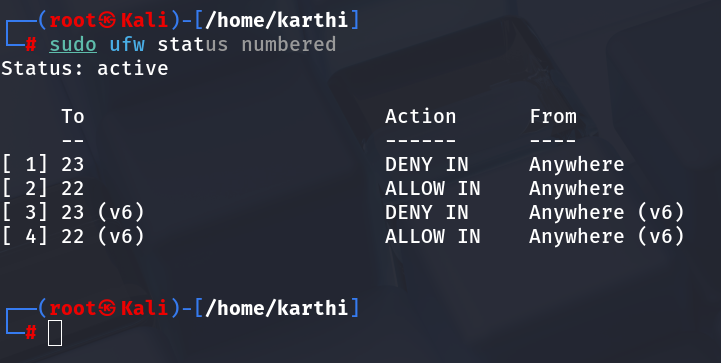 ┌──(root㉿Kali)-[/home/karthi]
└─# sudo ufw status numbered
Status: active
     To                         Action      From
     --                         ------      ----
[ 1] 23                         DENY IN     Anywhere
[ 2] 22                         ALLOW IN    Anywhere
[ 3] 23 (v6)                    DENY IN     Anywhere (v6)
[ 4] 22 (v6)                    ALLOW IN    Anywhere (v6)
┌──(root㉿Kali)-[/home/karthi]
└─#